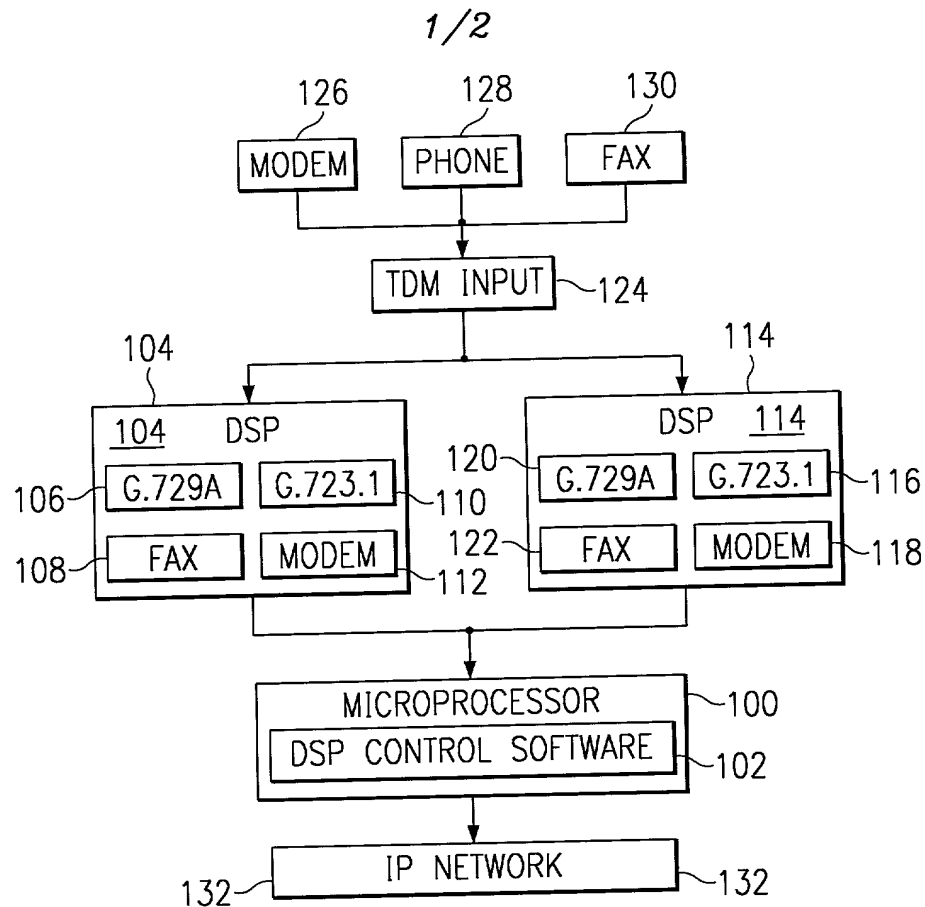 1/2
126 128 130
MODEM PHONE FAX
TDM INPUT 124
104 114
104 DSP DSP 114
106 G.729A G.723.1 110 120 G.729A G.723.1 116
108 FAX MODEM 112 122 FAX MODEM 118
MICROPROCESSOR 100
DSP CONTROL SOFTWARE 102
132 IP NETWORK 132